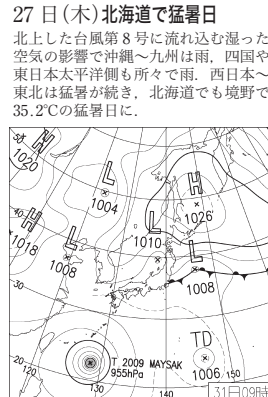 27日(木)北海道で猛暑日
北上した台風第8号に流れ込む湿った
空気の影響で沖縄～九州は雨．四国や
東日本太平洋側も所々で雨．西日本～
東北は猛暑が続き，北海道でも境野で
35.2℃の猛暑日に．
H
1020
L
1004
H
1026
H
1018
L
1008
L
1010
L
1008
50
40
30
20
120
130
140
150
T 2009 MAYSAK
955hPa
TD
1006
31日09時